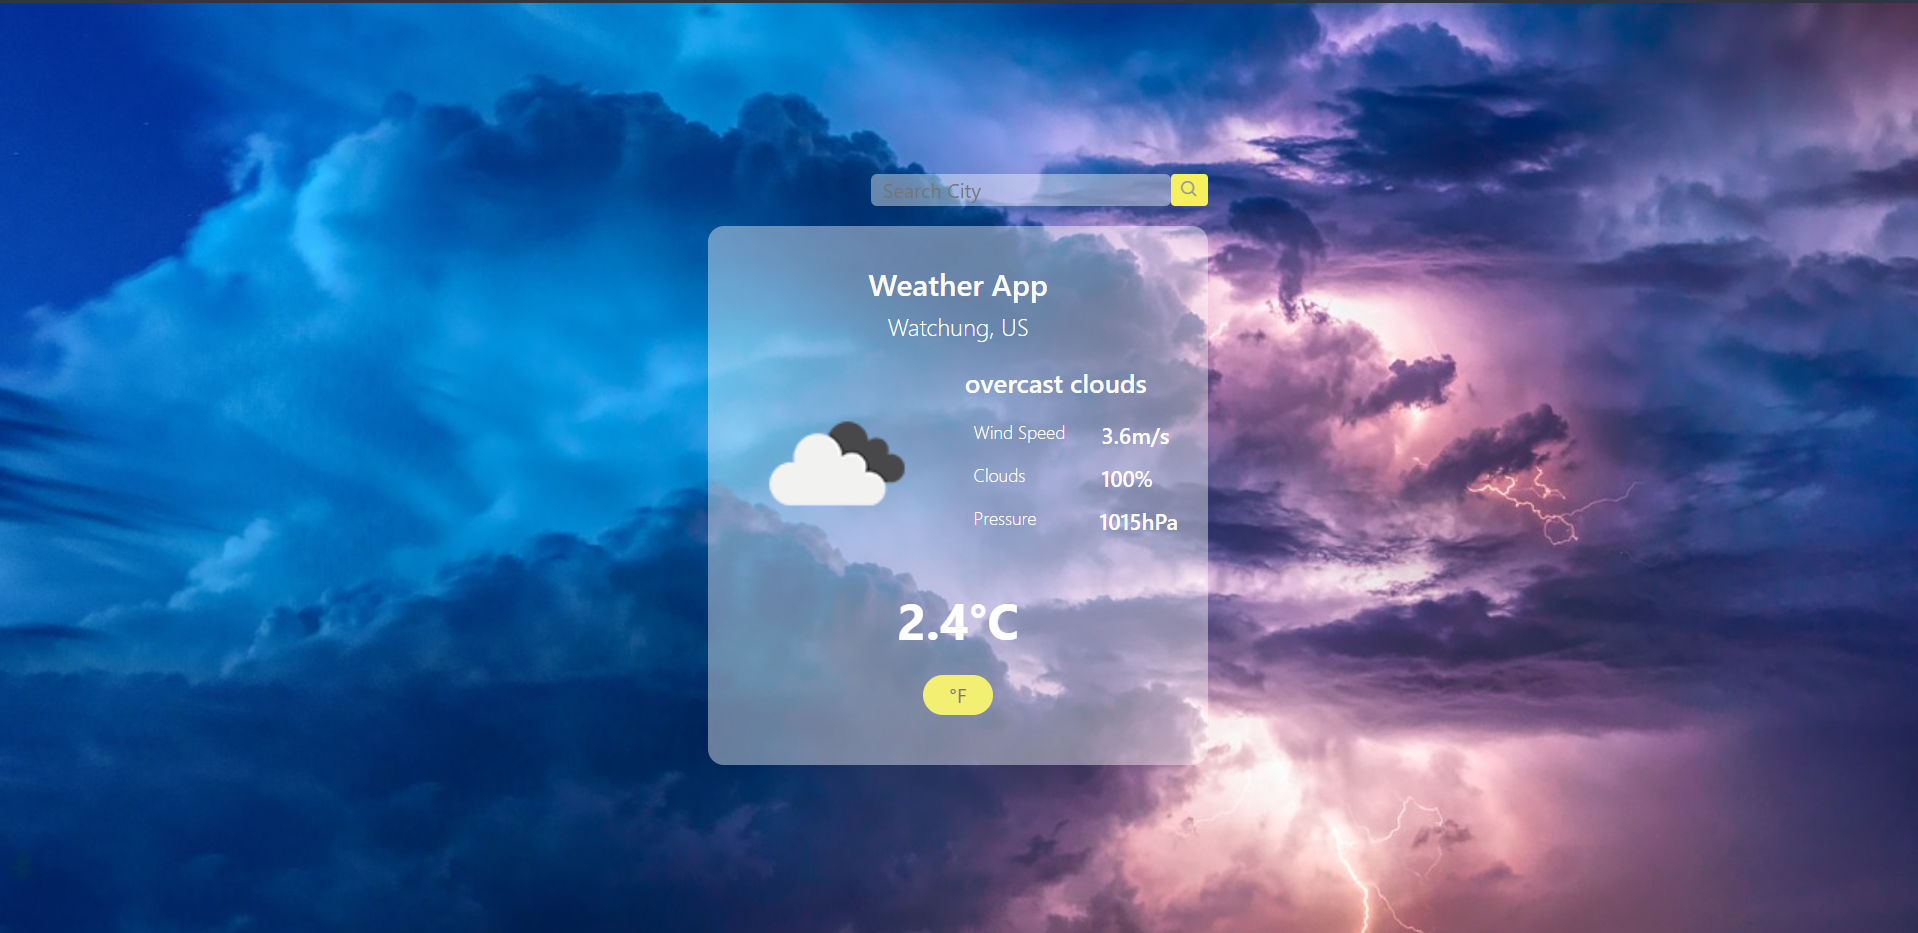 Search City
Weather App
Watchung, US
overcast clouds
Wind Speed 3.6m/s
Clouds 100%
Pressure 1015hPa
2.4°C
°F